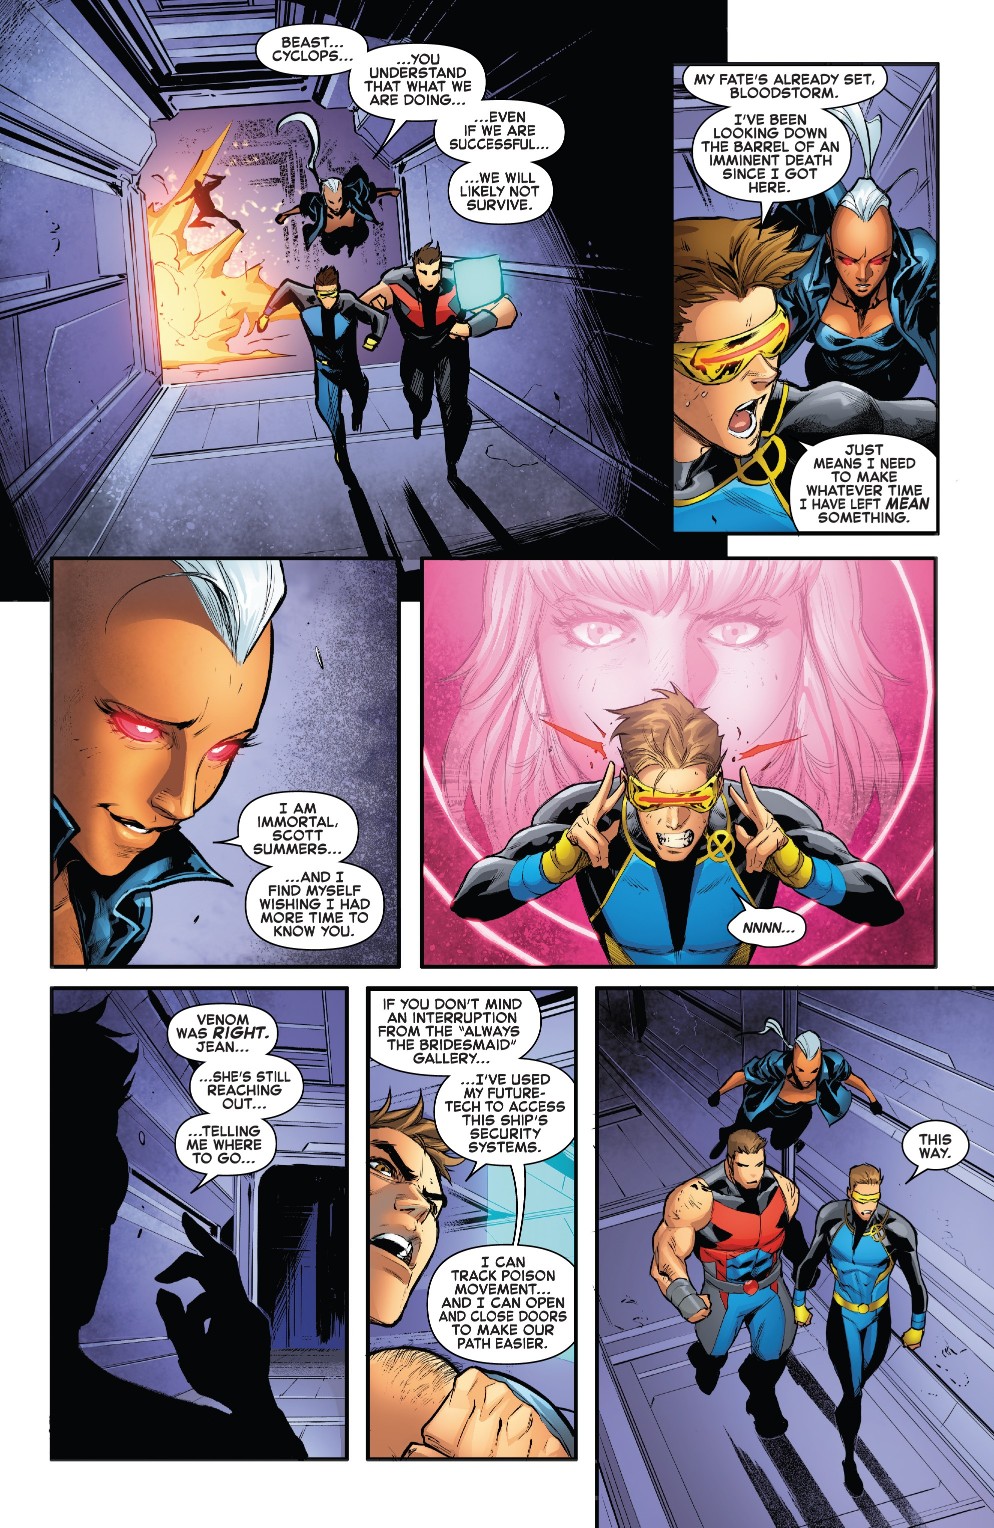 BEAST...
CYCLOPS...
...YOU
UNDERSTAND
THAT WHAT WE
ARE DOING...
...EVEN
IF WE ARE
SUCCESSFUL...
...WE WILL
LIKELY NOT
SURVIVE.
MY FATE'S ALREADY SET,
BLOODSTORM.
I'VE BEEN
LOOKING DOWN
THE BARREL OF AN
IMMINENT DEATH
SINCE I GOT
HERE.
JUST
MEANS I NEED
TO MAKE
WHATEVER TIME
I HAVE LEFT MEAN
SOMETHING.
I AM
IMMORTAL,
SCOTT
SUMMERS...
...AND I
FIND MYSELF
WISHING I HAD
MORE TIME TO
KNOW YOU.
NNNN...
VENOM
WAS RIGHT.
JEAN...
...SHE'S STILL
REACHING
OUT...
...TELLING
ME WHERE
TO GO...
IF YOU DON'T MIND
AN INTERRUPTION
FROM THE "ALWAYS
THE BRIDESMAID"
GALLERY...
...I'VE USED
MY FUTURE-
TECH TO ACCESS
THIS SHIP'S
SECURITY
SYSTEMS.
I CAN
TRACK POISON
MOVEMENT...
AND I CAN OPEN
AND CLOSE DOORS
TO MAKE OUR
PATH EASIER.
THIS
WAY.